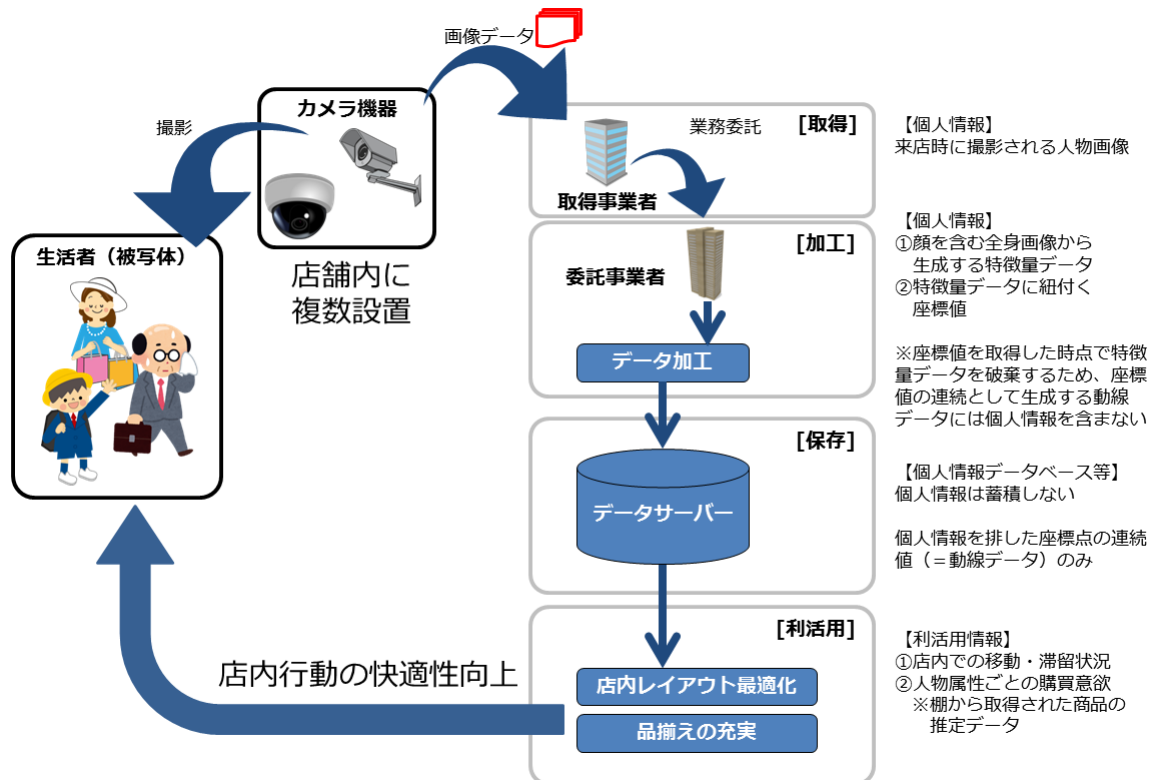 画像データ
カメラ機器
撮影
店舗内に
複数設置
生活者（被写体）
[取得]
業務委託
取得事業者
【個人情報】
来店時に撮影される人物画像
[加工]
委託事業者
データ加工
【個人情報】
①顔を含む全身画像から
生成する特徴量データ
②特徴量データに紐付く
座標値
※座標値を取得した時点で特徴
量データを破棄するため、座標
値の連続として生成する動線
データには個人情報を含まない
[保存]
データサーバー
【個人情報データベース等】
個人情報は蓄積しない
個人情報を排した座標点の連続
値（＝動線データ）のみ
[利活用]
店内レイアウト最適化
品揃えの充実
【利活用情報】
①店内での移動・滞留状況
②人物属性ごとの購買意欲
※棚から取得された商品の
推定データ
店内行動の快適性向上